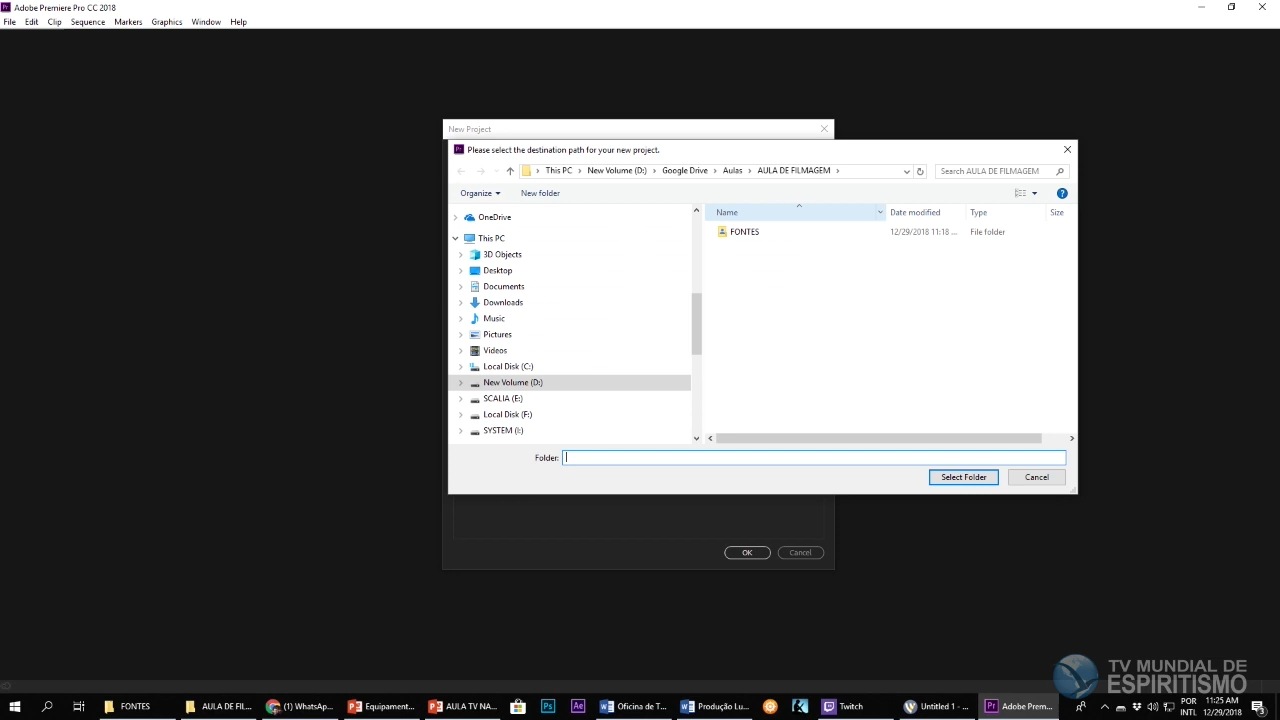 Adobe Premiere Pro CC 2018
File Edit Clip Sequence Markers Graphics Window Help
New Project
Please select the destination path for your new project.
This PC > New Volume (D:) > Google Drive > Aulas > AULA DE FILMAGEM >
Search AULA DE FILMAGEM
Organize New folder
Name Date modified Type Size
OneDrive
FONTES 12/29/2018 11:18 ... File folder
This PC
3D Objects
Desktop
Documents
Downloads
Music
Pictures
Videos
Local Disk (C:)
New Volume (D:)
SCALIA (E:)
Local Disk (F:)
SYSTEM (I:)
Folder:
Select Folder Cancel
OK Cancel
TV MUNDIAL DE
ESPIRITISMO
FONTES AULA DE FIL... (1) WhatsAp... Equipament... AULA TV NA... Oficina de T... Produção Lu... Twitch Untitled 1 - ... Adobe Prem...
POR 11:25 AM
INTL 12/29/2018